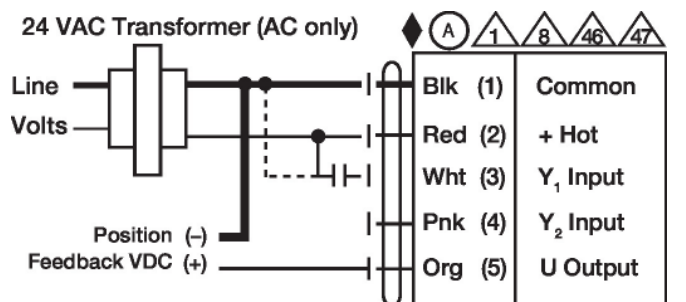 24 VAC Transformer (AC only)
A 1 8 46 47
Line
Volts
Blk (1) Common
Red (2) + Hot
Wht (3) Y₁ Input
Pnk (4) Y₂ Input
Org (5) U Output
Position (–)
Feedback VDC (+)